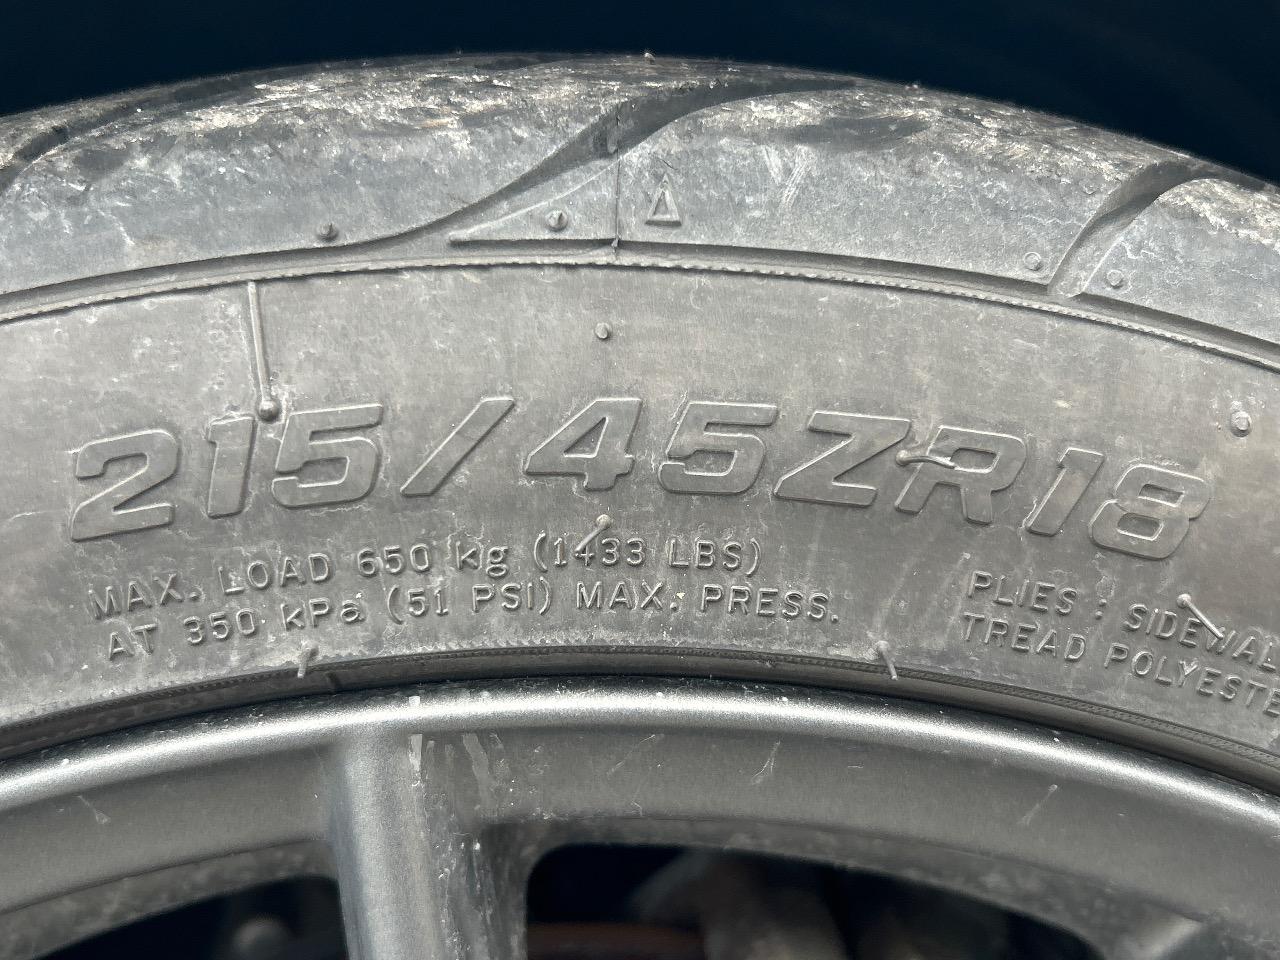 215/45ZR18
MAX. LOAD 650 kg (1433 LBS)
AT 350 kPa (51 PSI) MAX. PRESS.
PLIES : SIDEWAL
TREAD POLYESTE